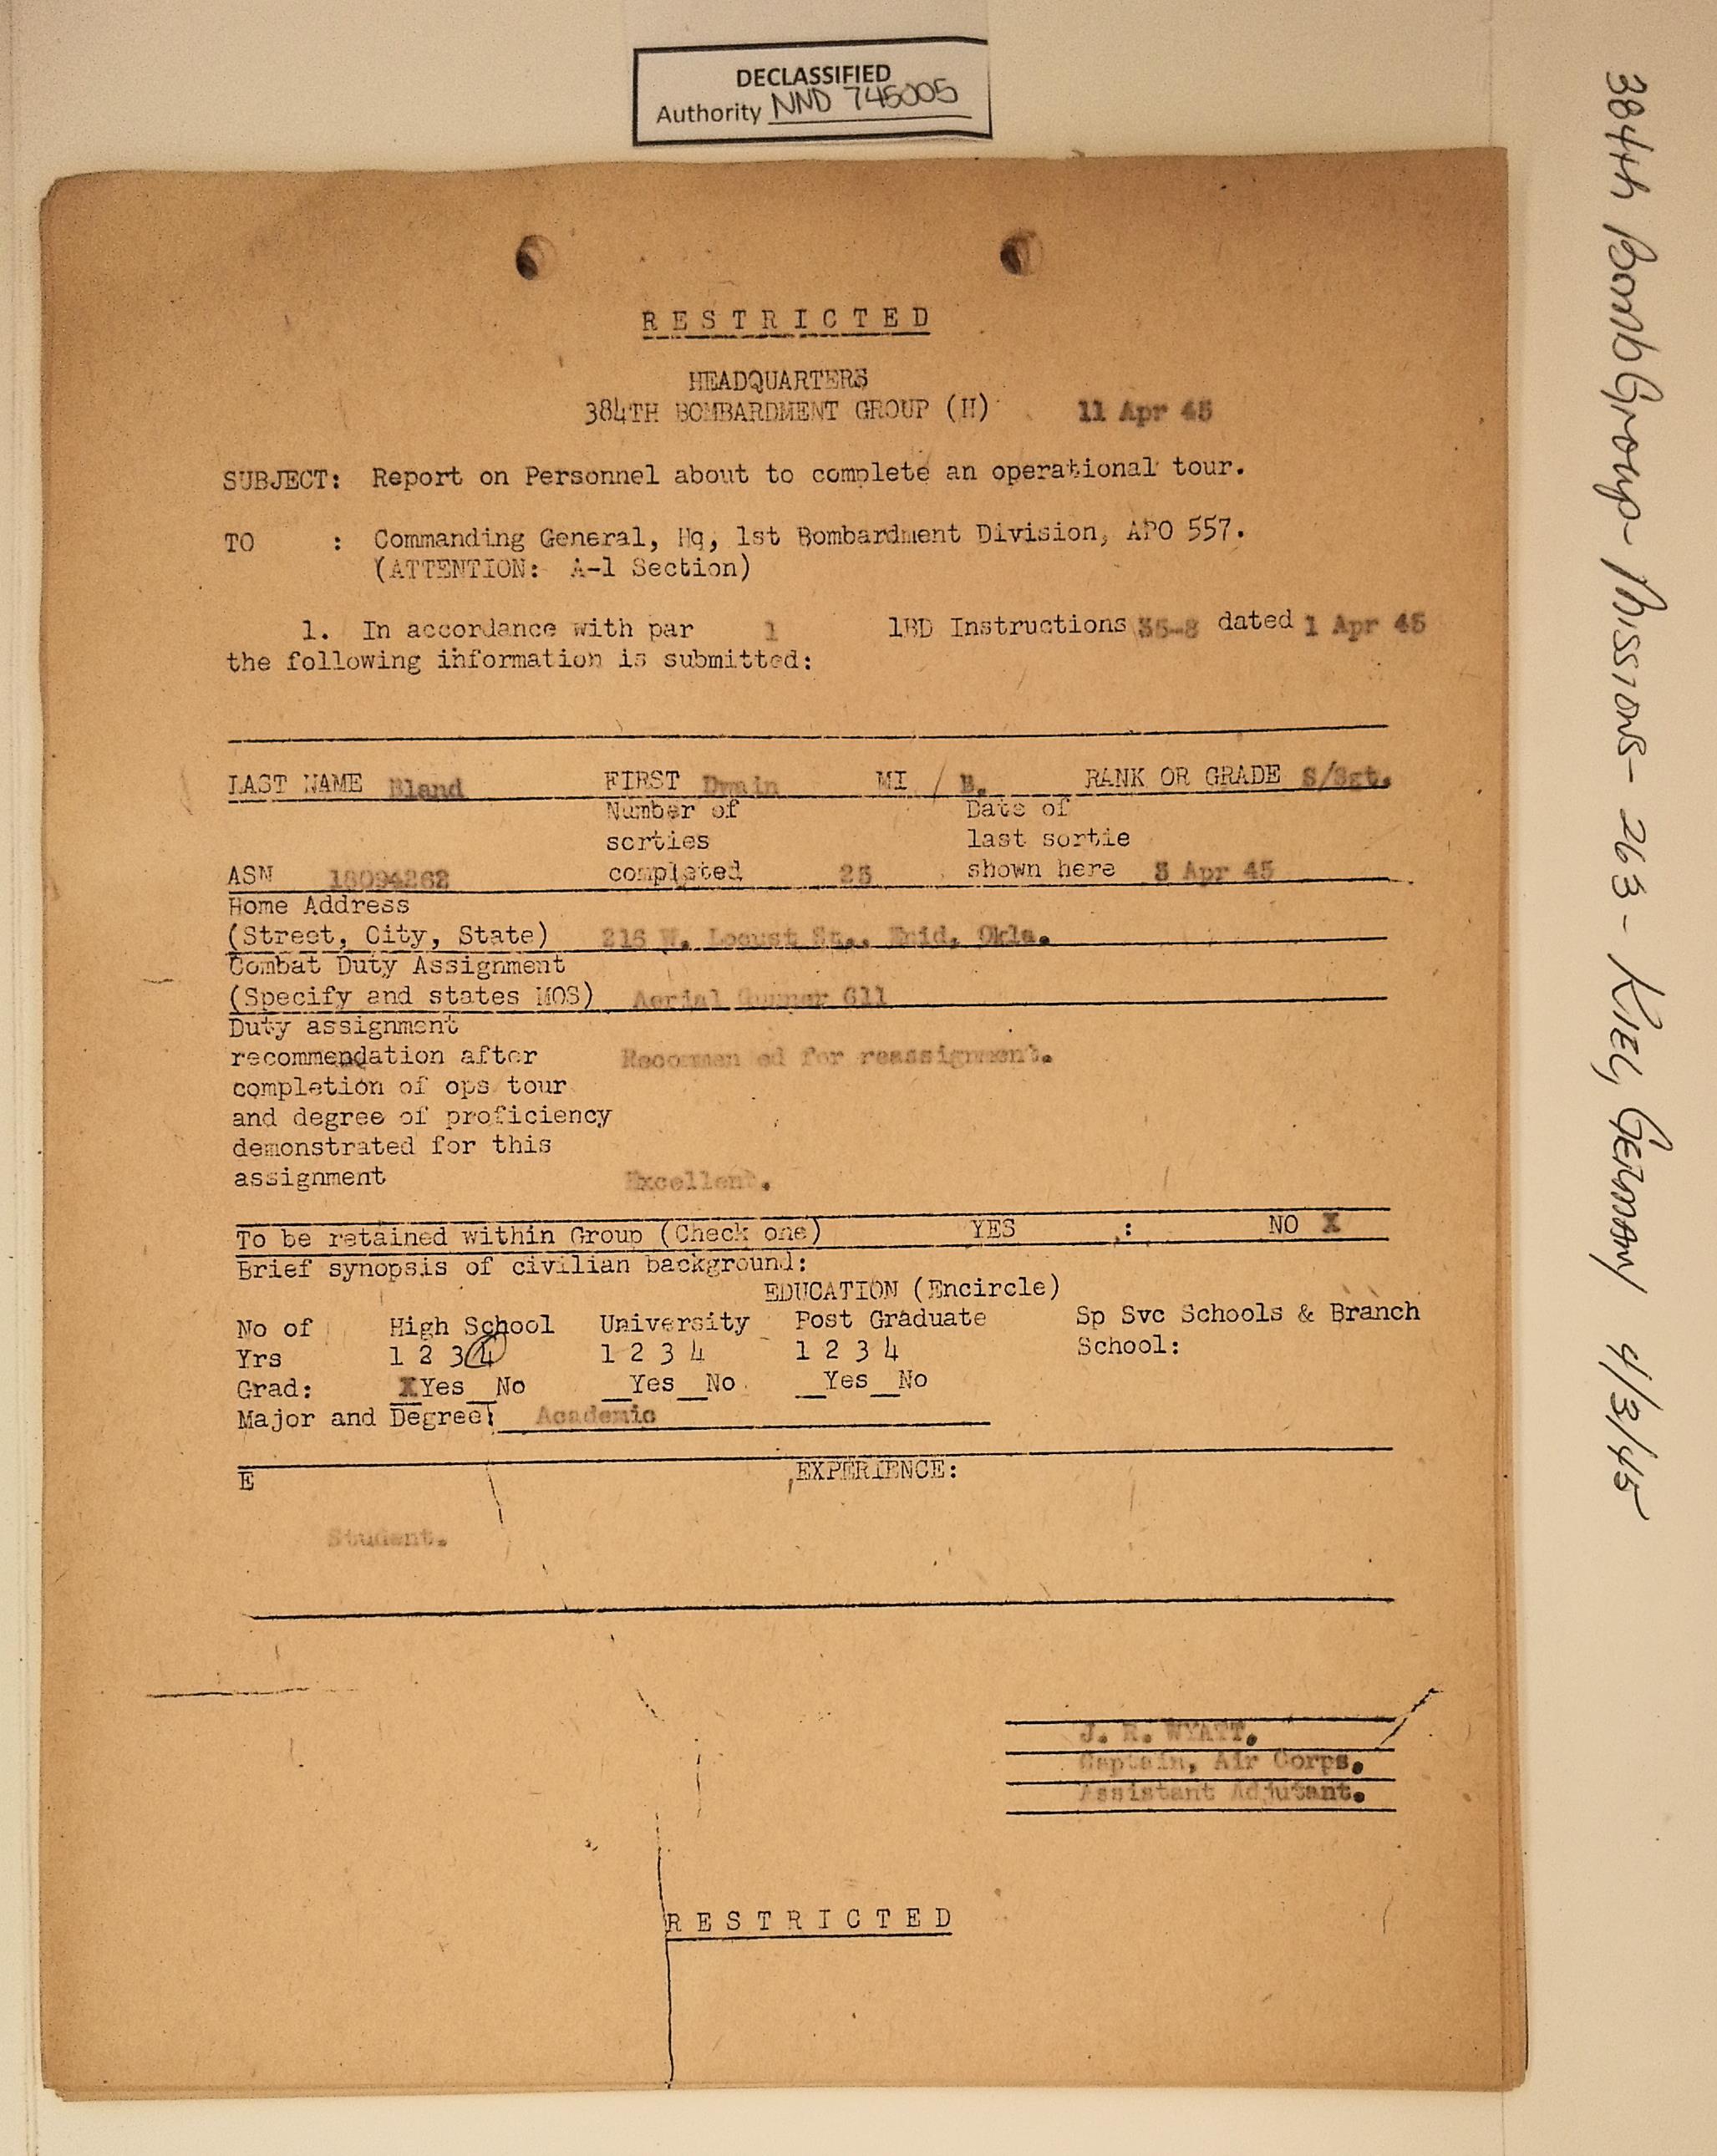 DECLASSIFIED
Authority NND 745005
RESTRICTED
HEADQUARTERS
384TH BOMBARDMENT GROUP (H) 11 Apr 45
SUBJECT: Report on Personnel about to complete an operational tour.
TO : Commanding General, Hq, 1st Bombardment Division, APO 557.
(ATTENTION: A-1 Section)
1. In accordance with par 1 1BD Instructions 35-8 dated 1 Apr 45
the following information is submitted:
LAST NAME Bland FIRST Dwain MI B. RANK OR GRADE S/Sgt.
Number of Date of
sorties last sortie
ASN 18094262 completed shown here 3 Apr 45
Home Address
(Street, City, State) 216 W. Locust Enid, Okla.
Combat Duty Assignment
(Specify and states MOS) Aerial Gunner 611
Duty assignment
recommendation after Recommen ed for reassignment.
completion of ops tour
and degree of proficiency
demonstrated for this
assignment Excellent.
To be retained within Group (Check one) YES : NO X
Brief synopsis of civilian background:
EDUCATION (Encircle)
No of High School University Post Graduate Sp Svc Schools & Branch
Yrs 1 2 3 4 1 2 3 4 1 2 3 4 School:
Grad: XYes_No _Yes_No _Yes_No
Major and Degree: Academic
E EXPERIENCE:
Student.
J. R. WYATT.
Captain, Air Corps.
Assistant Adjutant.
RESTRICTED
384th Bomb Group - Missions - 263 - KIEL, GERMANY 4/3/45